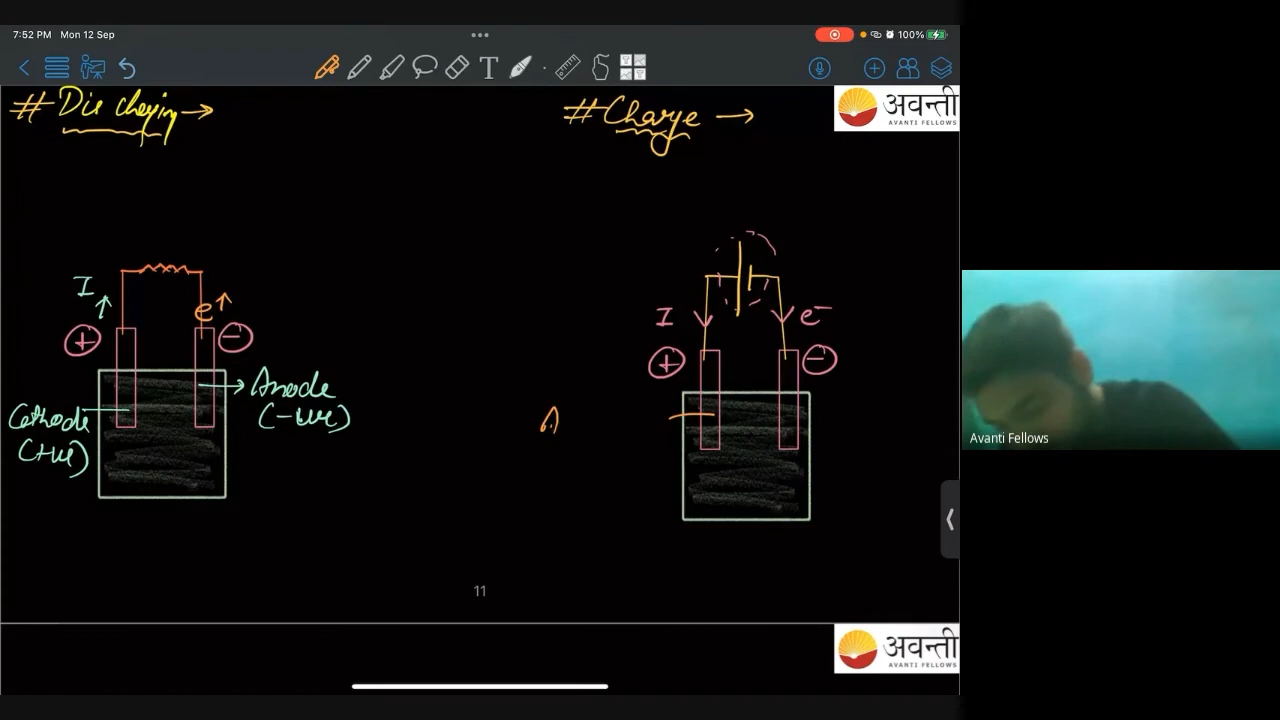 7:52 PM Mon 12 Sep
100%
T
# Dis chargin →
# Charge →
अवन्ती
AVANTI FELLOWS
I
e
+
−
Cathode
(+ve)
Anode
(-ve)
I
e⁻
+
−
A
Avanti Fellows
11
अवन्ती
AVANTI FELLOWS